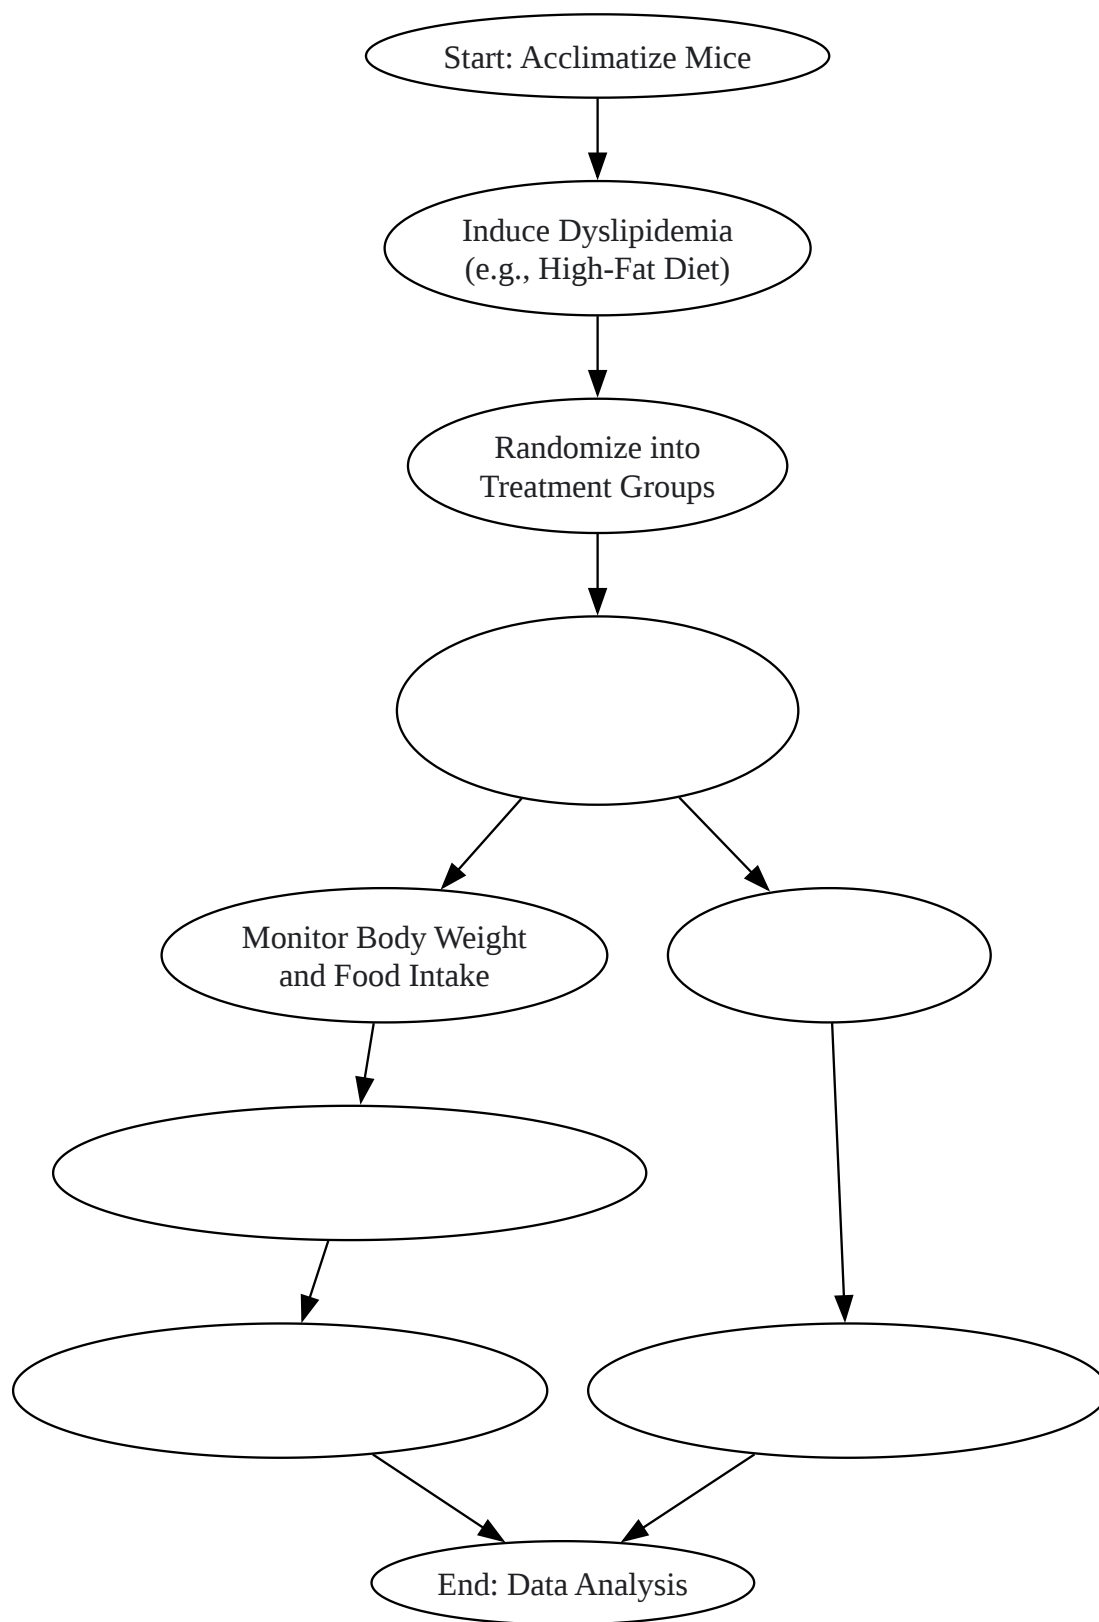 Start: Acclimatize Mice
Induce Dyslipidemia
(e.g., High-Fat Diet)
Randomize into
Treatment Groups
Monitor Body Weight
and Food Intake
End: Data Analysis